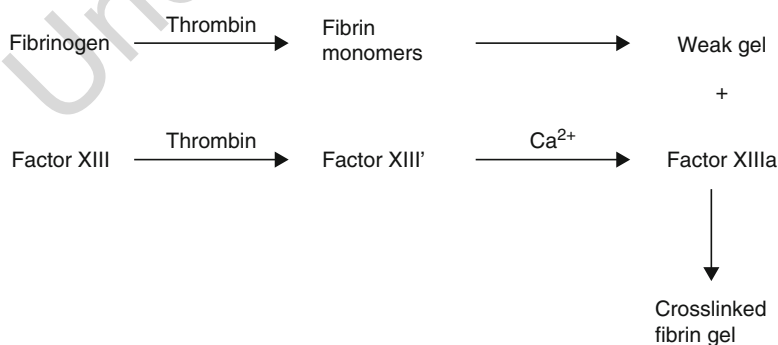 Thrombin
Fibrinogen
Fibrin
monomers
Weak gel
+
Thrombin
Ca2+
Factor XIII
Factor XIII'
Factor XIIIa
Crosslinked
fibrin gel